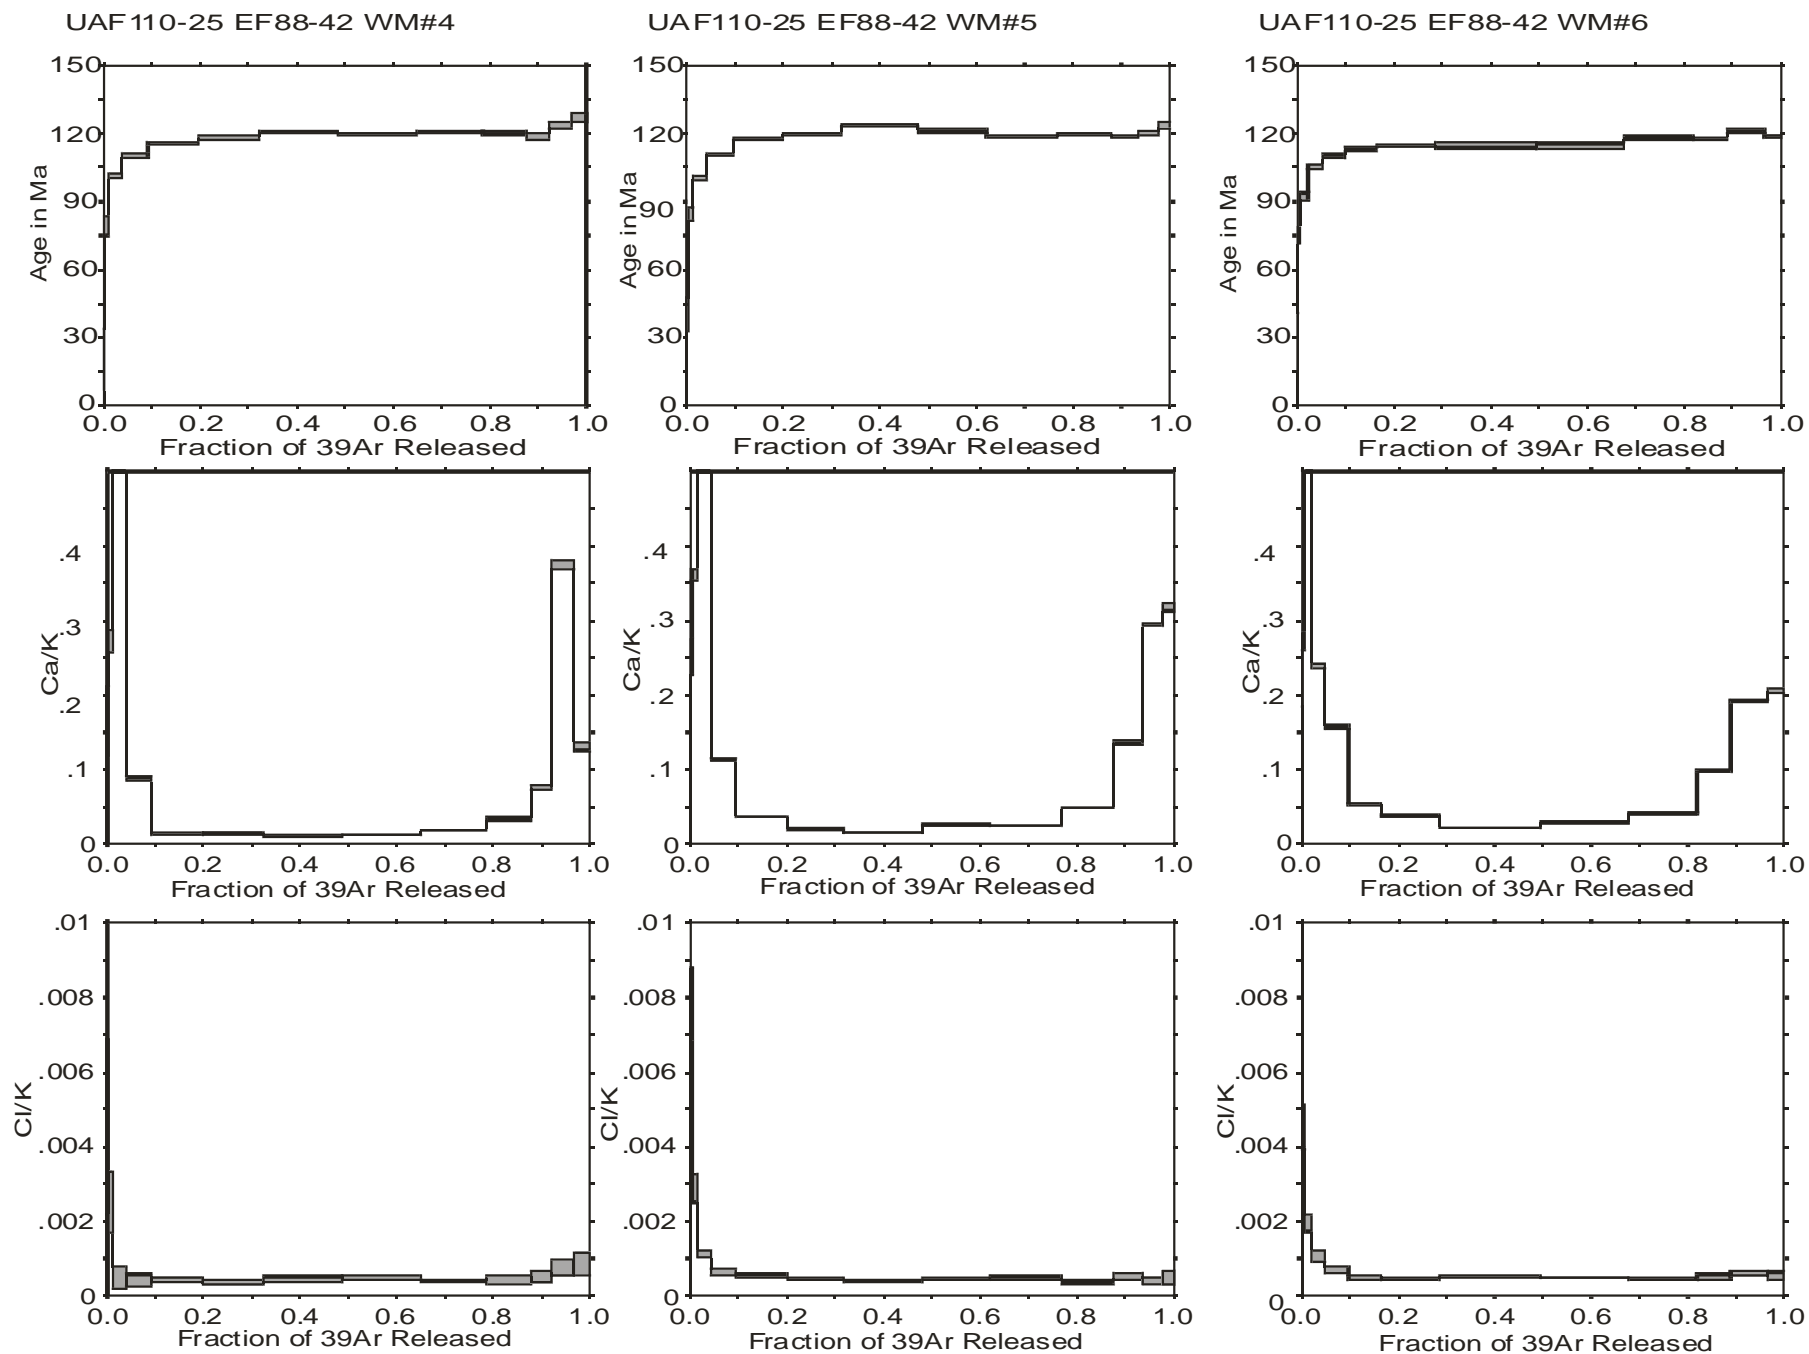 UAF110-25 EF88-42 WM#4
150
120
90
60
30
0
Age in Ma
0.0 0.2 0.4 0.6 0.8 1.0
Fraction of 39Ar Released
UAF110-25 EF88-42 WM#5
150
120
90
60
30
0
Age in Ma
0.0 0.2 0.4 0.6 0.8 1.0
Fraction of 39Ar Released
UAF110-25 EF88-42 WM#6
150
120
90
60
30
0
Age in Ma
0.0 0.2 0.4 0.6 0.8 1.0
Fraction of 39Ar Released
.4
.3
.2
.1
0
Ca/K
0.0 0.2 0.4 0.6 0.8 1.0
Fraction of 39Ar Released
.4
.3
.2
.1
0
Ca/K
0.0 0.2 0.4 0.6 0.8 1.0
Fraction of 39Ar Released
.4
.3
.2
.1
0
Ca/K
0.0 0.2 0.4 0.6 0.8 1.0
Fraction of 39Ar Released
.01
.008
.006
.004
.002
0
Cl/K
0.0 0.2 0.4 0.6 0.8 1.0
Fraction of 39Ar Released
.01
.008
.006
.004
.002
0
Cl/K
0.0 0.2 0.4 0.6 0.8 1.0
Fraction of 39Ar Released
.01
.008
.006
.004
.002
0
Cl/K
0.0 0.2 0.4 0.6 0.8 1.0
Fraction of 39Ar Released